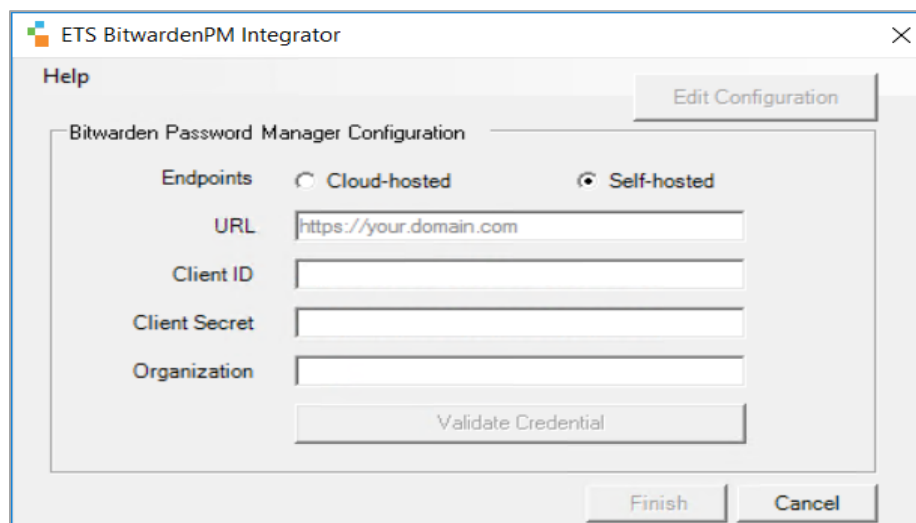 ETS BitwardenPM Integrator
Help
Edit Configuration
Bitwarden Password Manager Configuration
Endpoints Cloud-hosted Self-hosted
URL https://your.domain.com
Client ID
Client Secret
Organization
Validate Credential
Finish Cancel